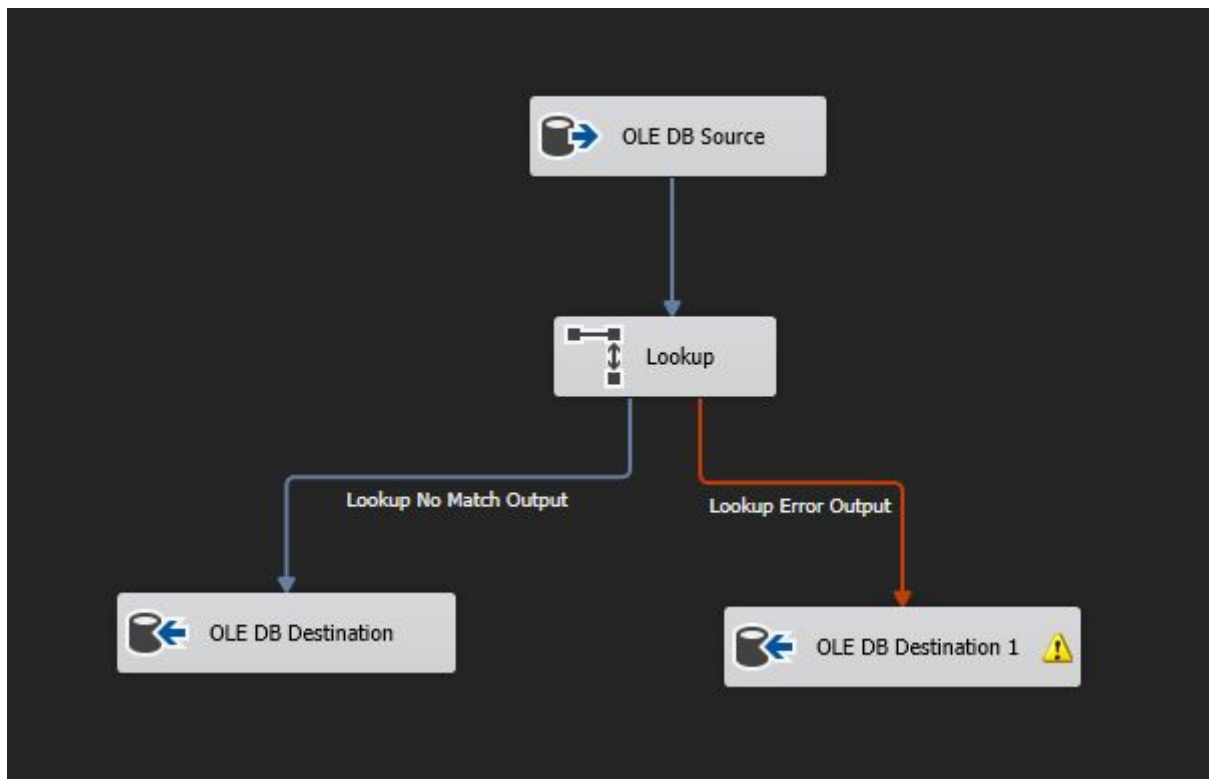 OLE DB Source
Lookup
Lookup No Match Output
Lookup Error Output
OLE DB Destination
OLE DB Destination 1